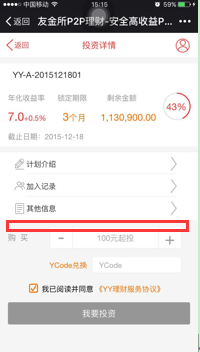 中国移动 15:15 59%
返回 友金所P2P理财-安全高收益P...
返回 投资详情
YY-A-2015121801
年化收益率 锁定期限 剩余金额
7.0+0.5% 3个月 1,130,900.00 43%
截止日期：2015-12-18
计划介绍
加入记录
其他信息
购 买 - 100元起投 +
YCode兑换 YCode
我已阅读并同意《YY理财服务协议》
我要投资